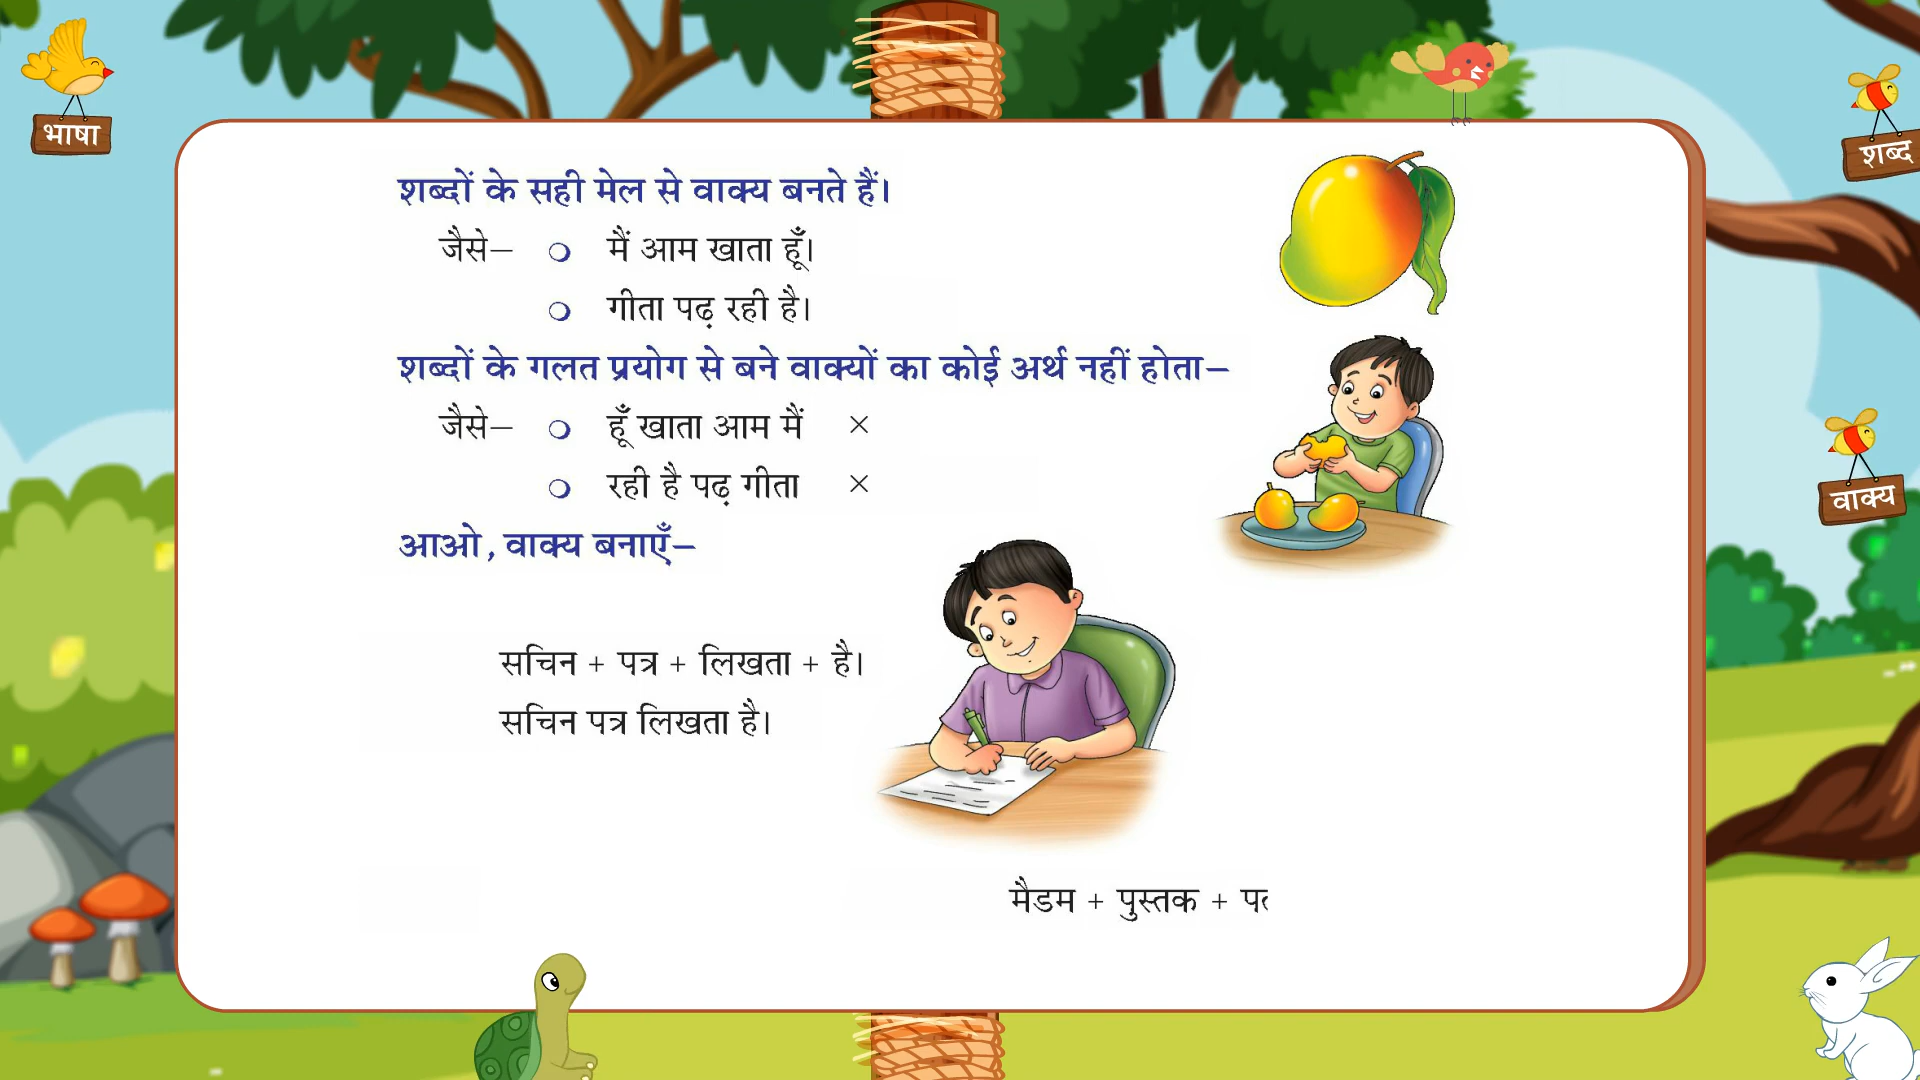 भाषा
शब्द
वाक्य
शब्दों के सही मेल से वाक्य बनते हैं।
जैसे– मैं आम खाता हूँ।
गीता पढ़ रही है।
शब्दों के गलत प्रयोग से बने वाक्यों का कोई अर्थ नहीं होता–
जैसे– हूँ खाता आम मैं ×
रही है पढ़ गीता ×
आओ, वाक्य बनाएँ–
सचिन + पत्र + लिखता + है।
सचिन पत्र लिखता है।
मैडम + पुस्तक +